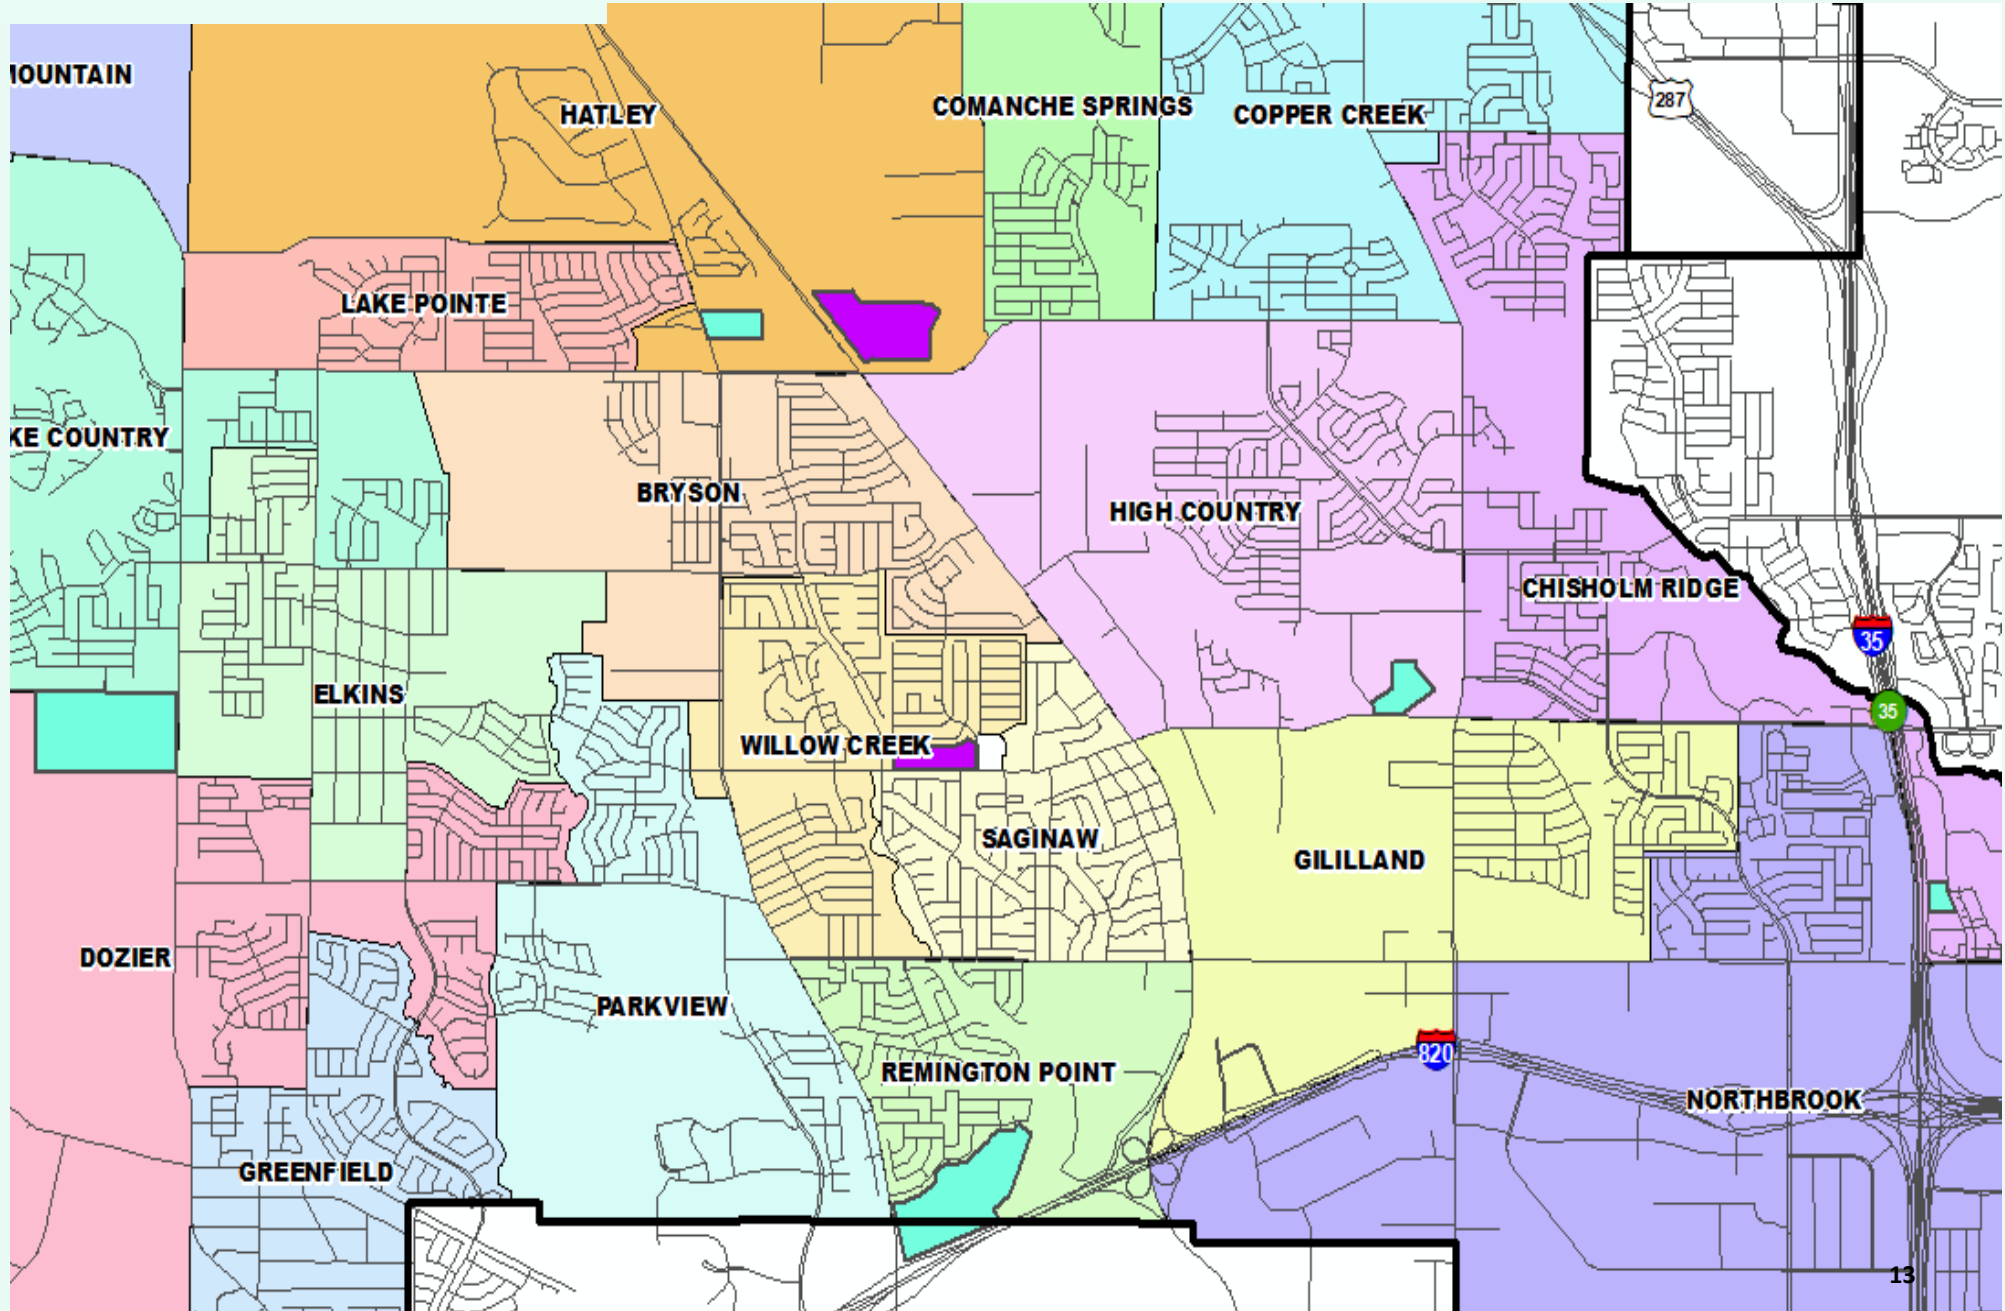 MOUNTAIN
HATLEY
COMANCHE SPRINGS
COPPER CREEK
287
LAKE POINTE
KE COUNTRY
BRYSON
HIGH COUNTRY
CHISHOLM RIDGE
35
ELKINS
35
WILLOW CREEK
SAGINAW
GILILLAND
DOZIER
PARKVIEW
820
REMINGTON POINT
NORTHBROOK
GREENFIELD
13